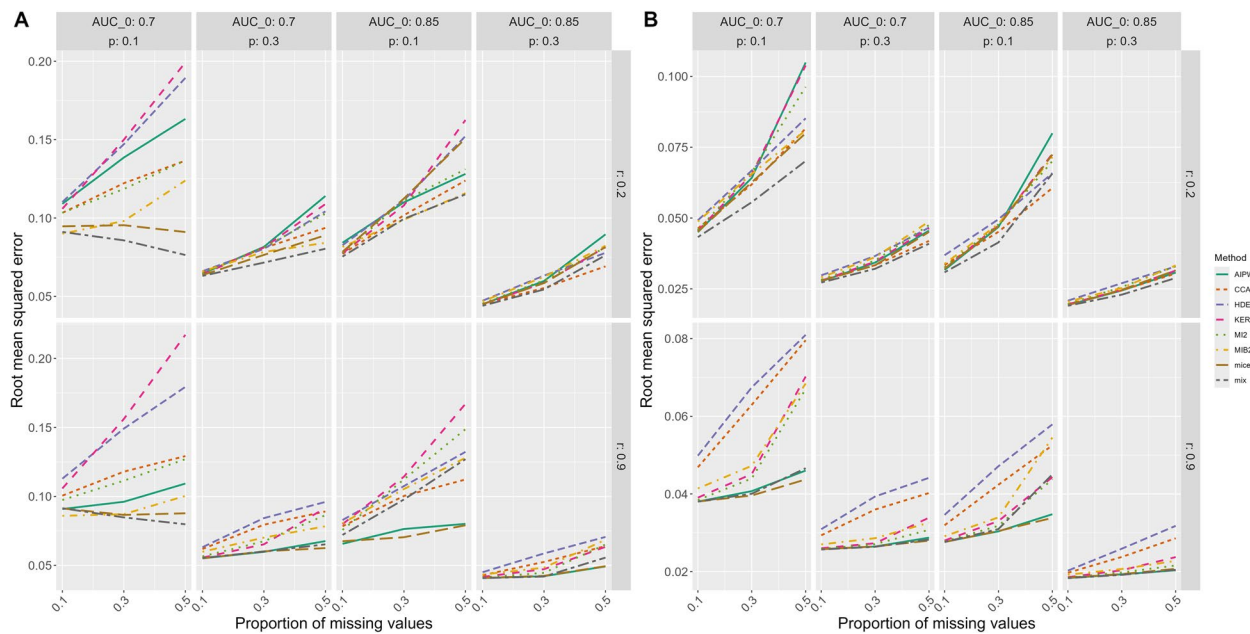 A
AUC_0: 0.7
p: 0.1
AUC_0: 0.7
p: 0.3
AUC_0: 0.85
p: 0.1
AUC_0: 0.85
p: 0.3
Root mean squared error
0.20
0.15
0.10
0.05
r: 0.2
Root mean squared error
0.20
0.15
0.10
0.05
r: 0.9
0.1
0.3
0.5
0.1
0.3
0.5
0.1
0.3
0.5
0.1
0.3
0.5
Proportion of missing values
B
AUC_0: 0.7
p: 0.1
AUC_0: 0.7
p: 0.3
AUC_0: 0.85
p: 0.1
AUC_0: 0.85
p: 0.3
Root mean squared error
0.100
0.075
0.050
0.025
r: 0.2
0.08
0.06
0.04
0.02
r: 0.9
0.1
0.3
0.5
0.1
0.3
0.5
0.1
0.3
0.5
0.1
0.3
0.5
Proportion of missing values
Method
AIPW
CCA
HDE
KER
MI2
MIB2
mice
mix